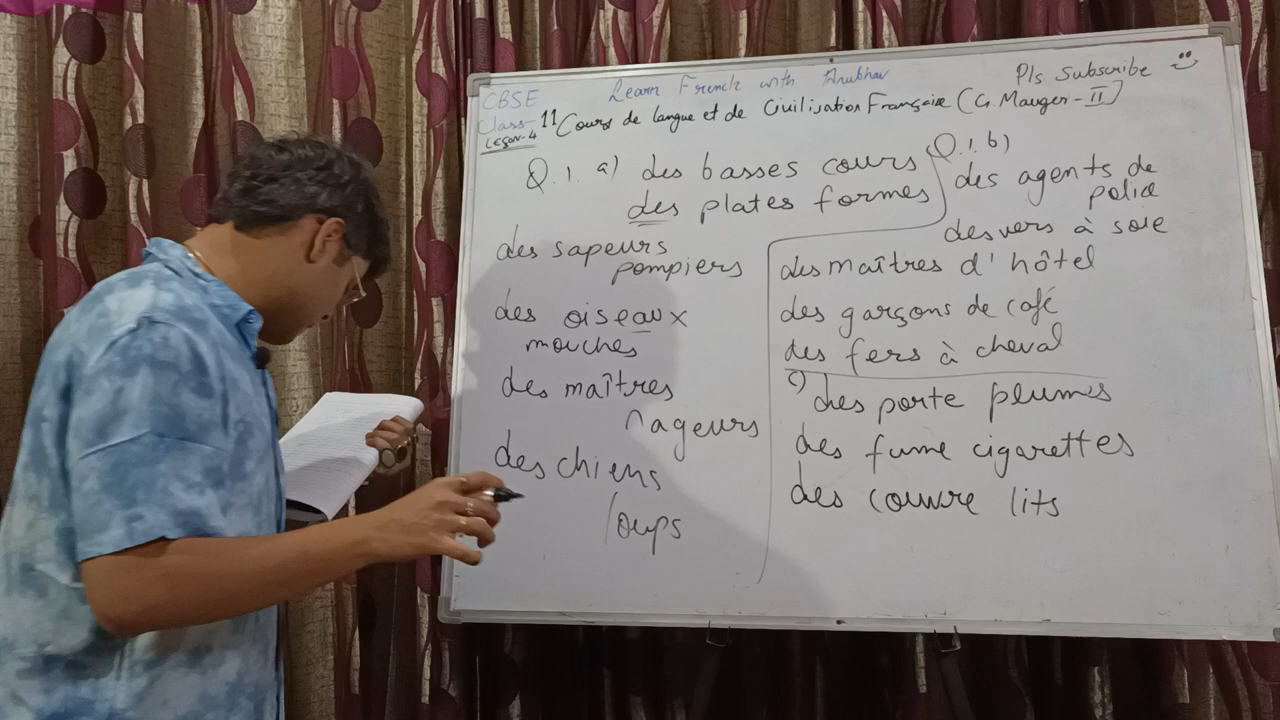 CBSE
Learn French with Anubhav
Pls Subscribe
Class-11 Cours de langue et de Civilisation Française (G. Mauger-II)
Leçon-4
Q.1. a) des basses cours
des plates formes
des sapeurs
pompiers
des oiseaux
mouches
des maîtres
nageurs
des chiens
loups
Q.1.b)
des agents de
police
des vers à soie
des maîtres d'hôtel
des garçons de café
des fers à cheval
c) des porte plumes
des fume cigarettes
des couvre lits